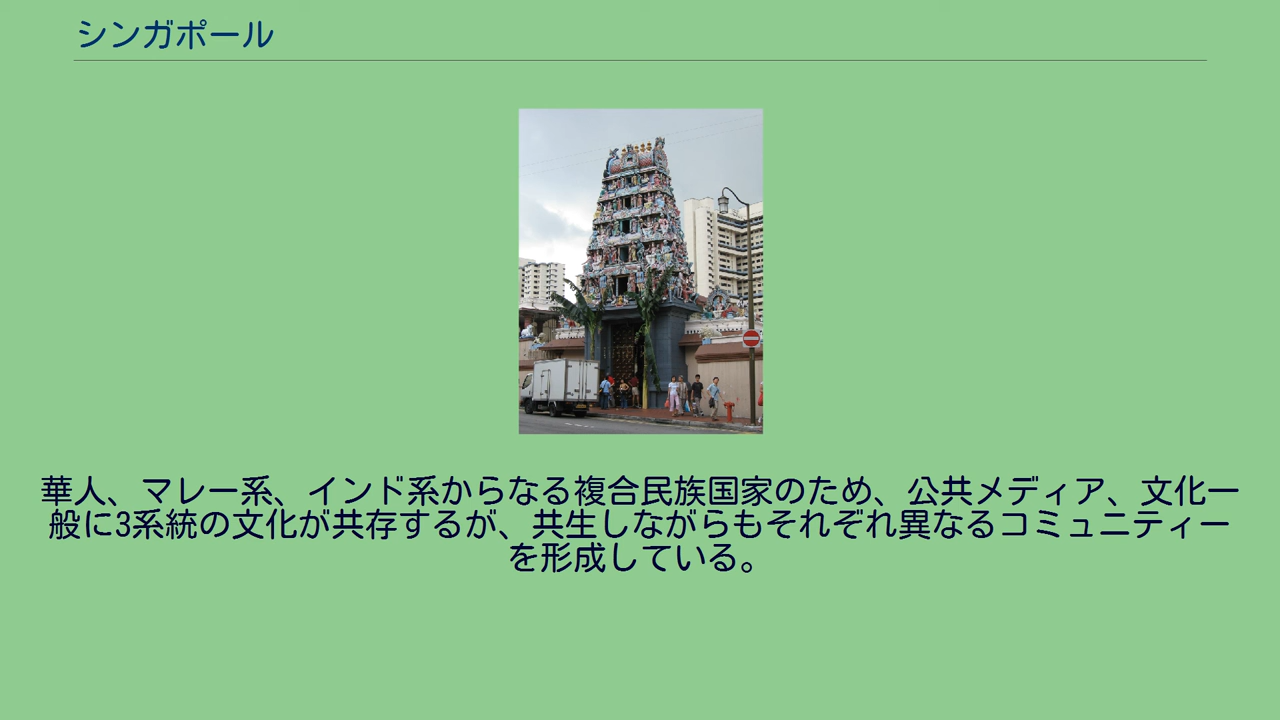 シンガポール
華人、マレー系、インド系からなる複合民族国家のため、公共メディア、文化一
般に3系統の文化が共存するが、共生しながらもそれぞれ異なるコミュニティー
を形成している。